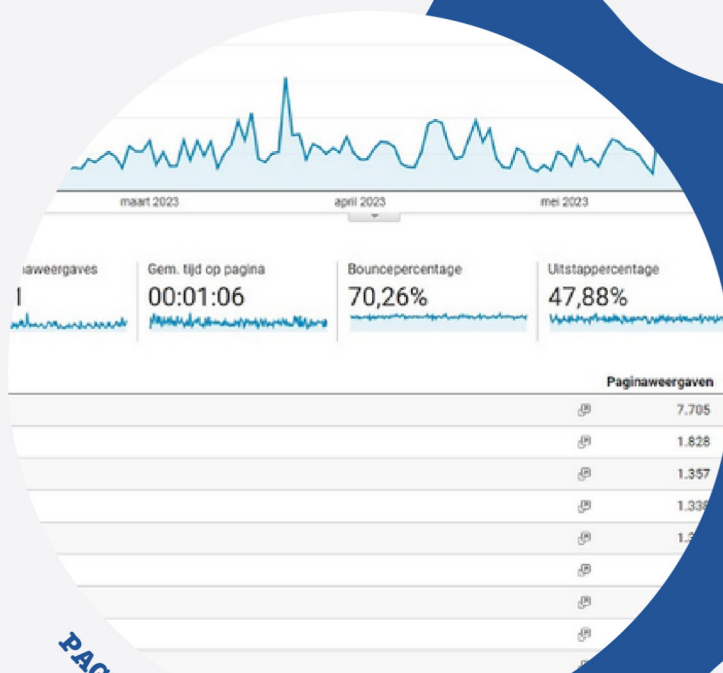 maart 2023 april 2023 mei 2023
Gem. tijd op pagina Bouncepercentage Uitstappercentage
00:01:06 70,26% 47,88%
Paginaweergaven
7.705
1.828
1.357